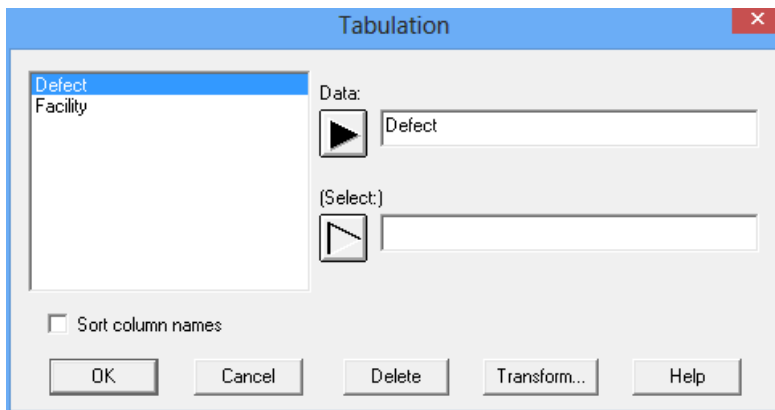 Tabulation
Defect
Facility
Data:
Defect
(Select:)
Sort column names
OK
Cancel
Delete
Transform...
Help